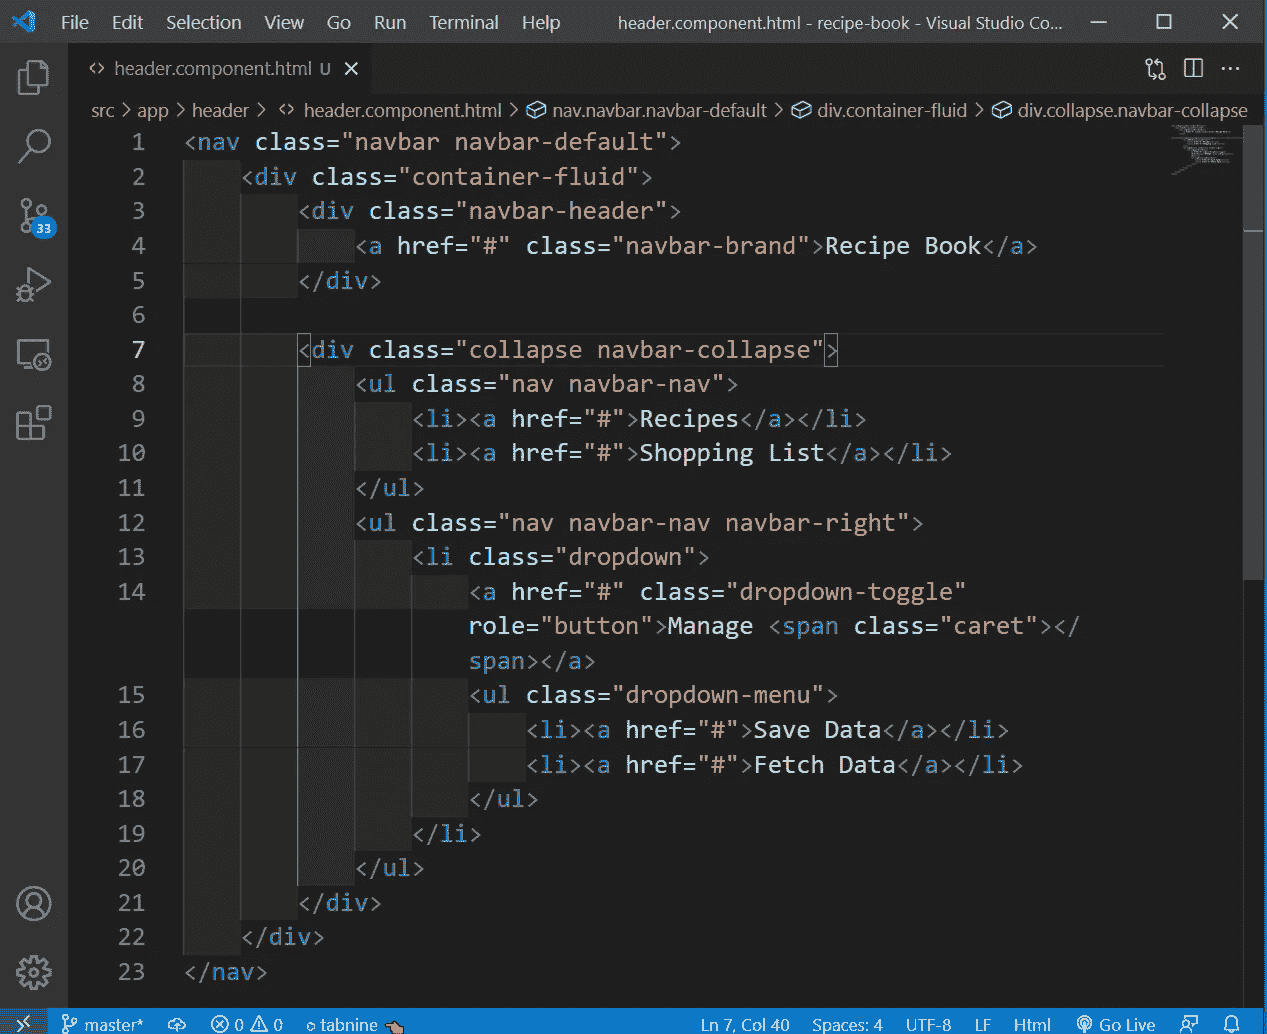 File Edit Selection View Go Run Terminal Help header.component.html - recipe-book - Visual Studio Co...
header.component.html U
src > app > header > header.component.html > nav.navbar.navbar-default > div.container-fluid > div.collapse.navbar-collapse
1 <nav class="navbar navbar-default">
2 <div class="container-fluid">
3 <div class="navbar-header">
4 <a href="#" class="navbar-brand">Recipe Book</a>
5 </div>
6
7 <div class="collapse navbar-collapse">
8 <ul class="nav navbar-nav">
9 <li><a href="#">Recipes</a></li>
10 <li><a href="#">Shopping List</a></li>
11 </ul>
12 <ul class="nav navbar-nav navbar-right">
13 <li class="dropdown">
14 <a href="#" class="dropdown-toggle"
role="button">Manage <span class="caret"></
span></a>
15 <ul class="dropdown-menu">
16 <li><a href="#">Save Data</a></li>
17 <li><a href="#">Fetch Data</a></li>
18 </ul>
19 </li>
20 </ul>
21 </div>
22 </div>
23 </nav>
33
master* 0 0 tabnine Ln 7, Col 40 Spaces: 4 UTF-8 LF Html Go Live